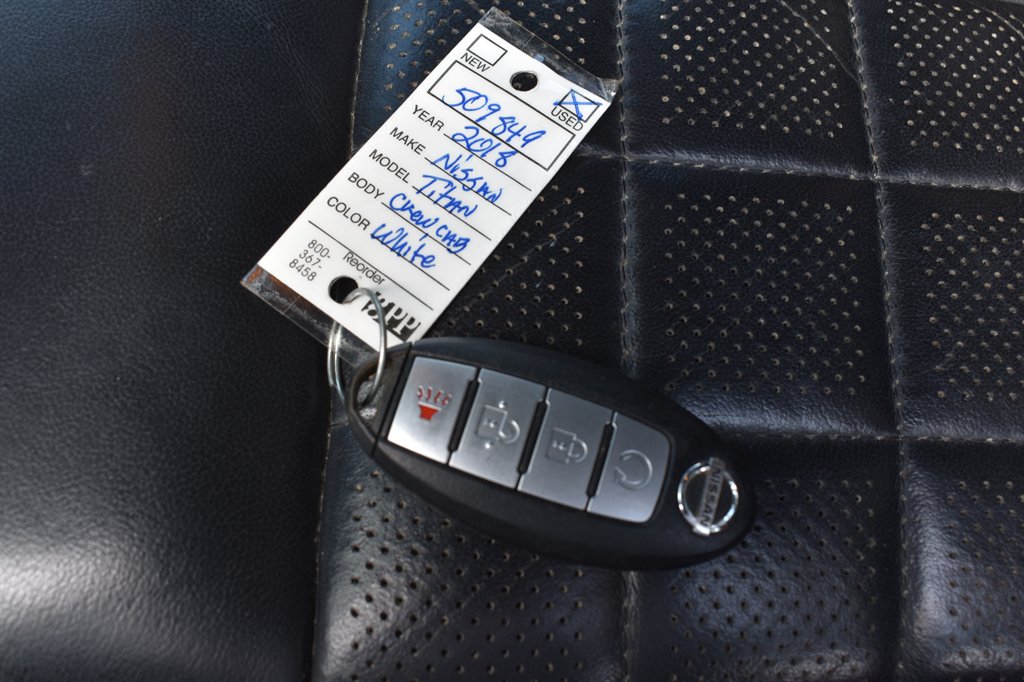 NEW
USED
509849
YEAR 2018
MAKE Nissan
MODEL Titan
BODY Crew CAB
COLOR White
800-
367-
8458
Reorder
NISSAN